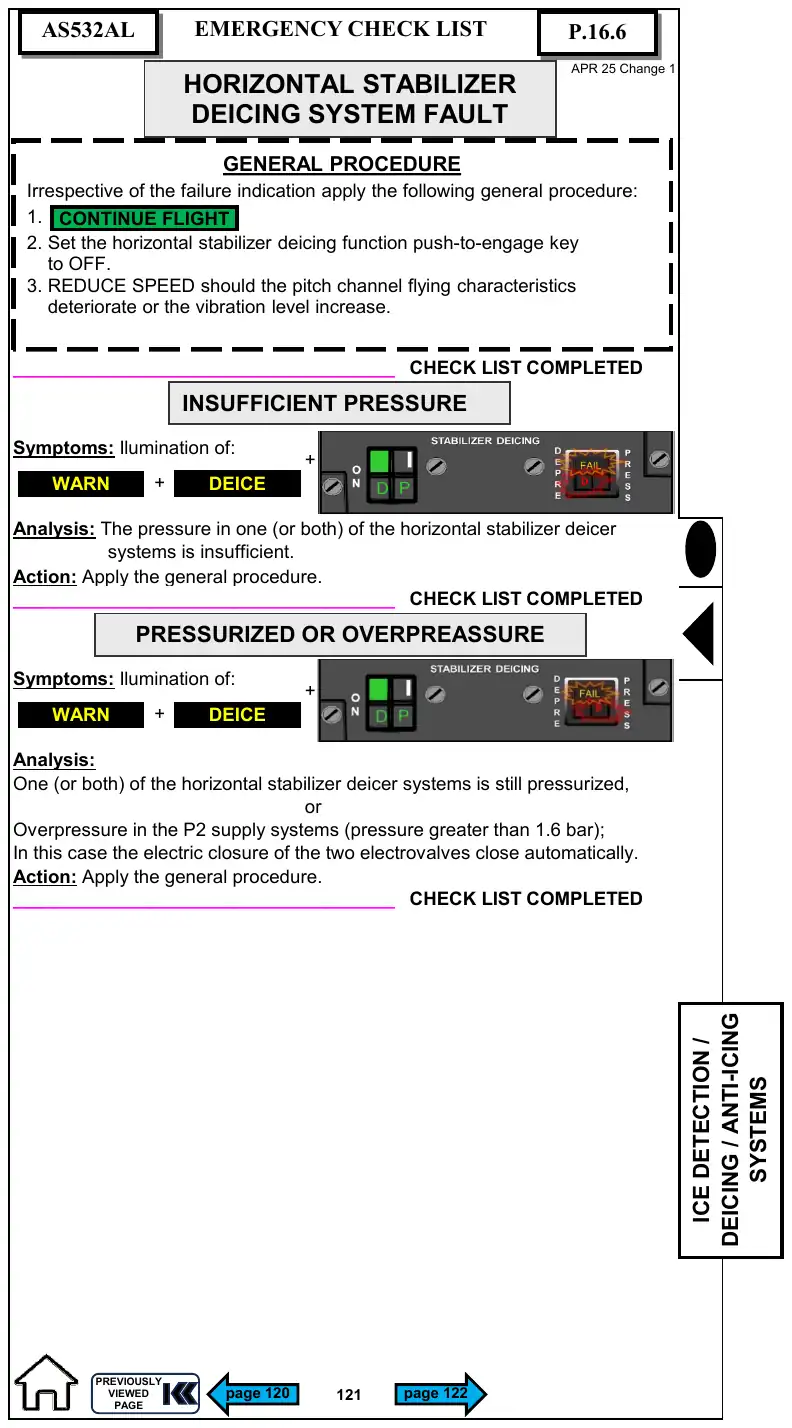 AS532AL
EMERGENCY CHECK LIST
P.16.6
APR 25 Change 1
HORIZONTAL STABILIZER
DEICING SYSTEM FAULT
GENERAL PROCEDURE
Irrespective of the failure indication apply the following general procedure:
1. CONTINUE FLIGHT
2. Set the horizontal stabilizer deicing function push-to-engage key
to OFF.
3. REDUCE SPEED should the pitch channel flying characteristics
deteriorate or the vibration level increase.
CHECK LIST COMPLETED
INSUFFICIENT PRESSURE
Symptoms: Ilumination of:
WARN + DEICE +
STABILIZER DEICING
ON
D P
DEPRE
FAIL
PRESS
Analysis: The pressure in one (or both) of the horizontal stabilizer deicer
systems is insufficient.
Action: Apply the general procedure.
CHECK LIST COMPLETED
PRESSURIZED OR OVERPREASSURE
Symptoms: Ilumination of:
WARN + DEICE +
STABILIZER DEICING
ON
D P
DEPRE
FAIL
PRESS
Analysis:
One (or both) of the horizontal stabilizer deicer systems is still pressurized,
or
Overpressure in the P2 supply systems (pressure greater than 1.6 bar);
In this case the electric closure of the two electrovalves close automatically.
Action: Apply the general procedure.
CHECK LIST COMPLETED
ICE DETECTION /
DEICING / ANTI-ICING
SYSTEMS
PREVIOUSLY
VIEWED
PAGE
page 120
121
page 122